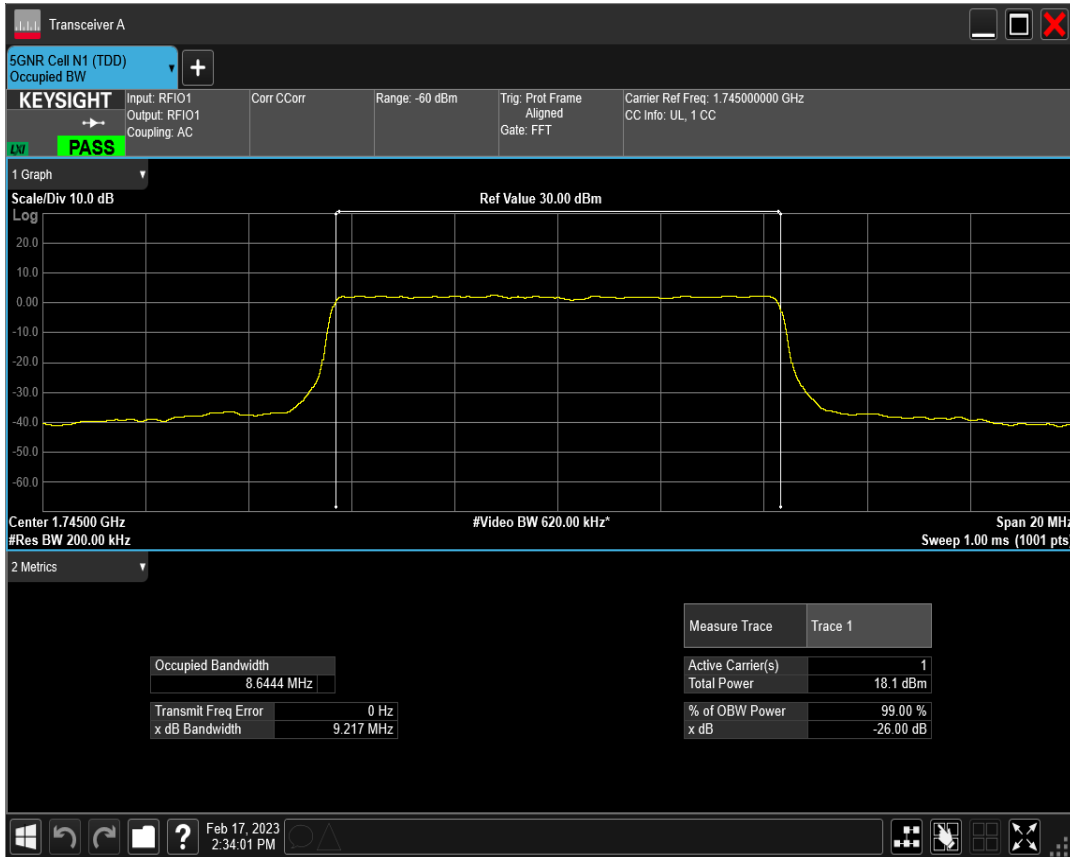 Transceiver A
5GNR Cell N1 (TDD)
Occupied BW
+
KEYSIGHT
LXI
PASS
Input: RFIO1
Output: RFIO1
Coupling: AC
Corr CCorr
Range: -60 dBm
Trig: Prot Frame
Aligned
Gate: FFT
Carrier Ref Freq: 1.745000000 GHz
CC Info: UL, 1 CC
1 Graph
Scale/Div 10.0 dB
Ref Value 30.00 dBm
Log
20.0
10.0
0.00
-10.0
-20.0
-30.0
-40.0
-50.0
-60.0
Center 1.74500 GHz
#Video BW 620.00 kHz*
Span 20 MHz
#Res BW 200.00 kHz
Sweep 1.00 ms (1001 pts)
2 Metrics
Measure Trace Trace 1
Occupied Bandwidth
8.6444 MHz
Active Carrier(s) 1
Total Power 18.1 dBm
Transmit Freq Error 0 Hz
x dB Bandwidth 9.217 MHz
% of OBW Power 99.00 %
x dB -26.00 dB
?
Feb 17, 2023
2:34:01 PM